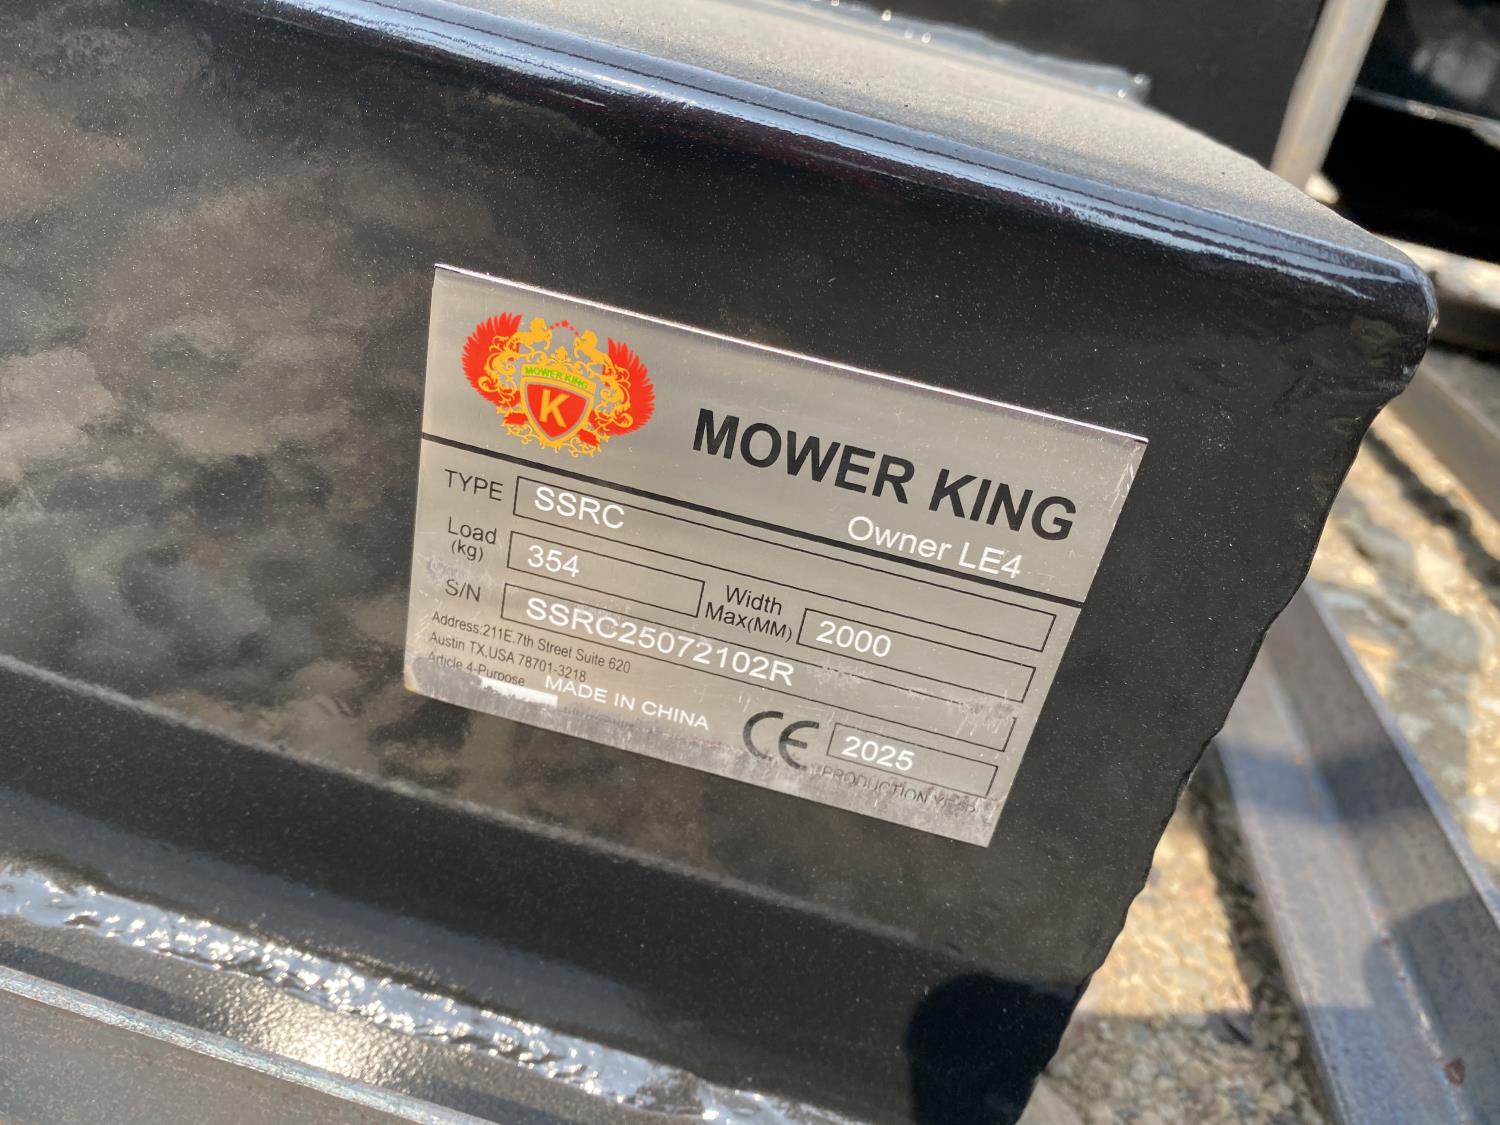 MOWER KING
K
MOWER KING
Owner LE4
TYPE SSRC
Load (kg) 354 Width Max(MM) 2000
S/N SSRC25072102R
Address:211E.7th Street Suite 620
Austin TX,USA 78701-3218
Article 4-Purpose
MADE IN CHINA
CE 2025
PRODUCTION YEAR